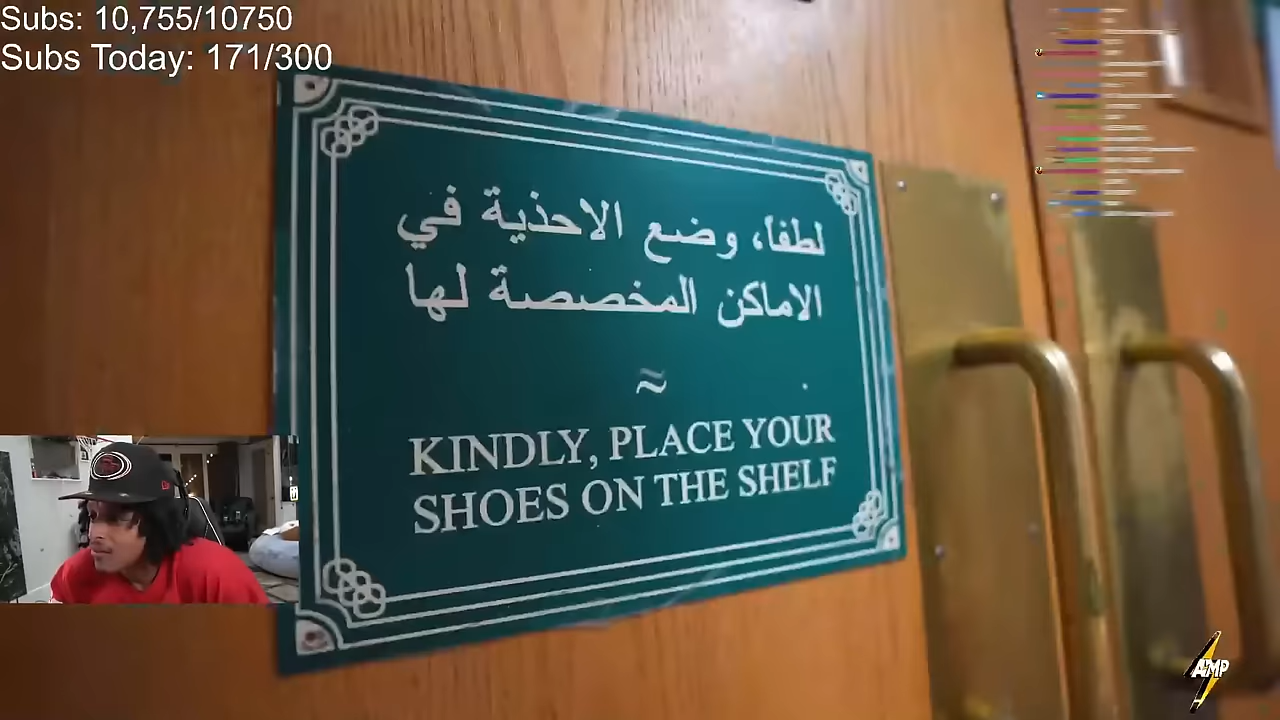 Subs: 10,755/10750
Subs Today: 171/300
لطفاً، وضع الاحذية في
الاماكن المخصصة لها
~
KINDLY, PLACE YOUR
SHOES ON THE SHELF
AMP